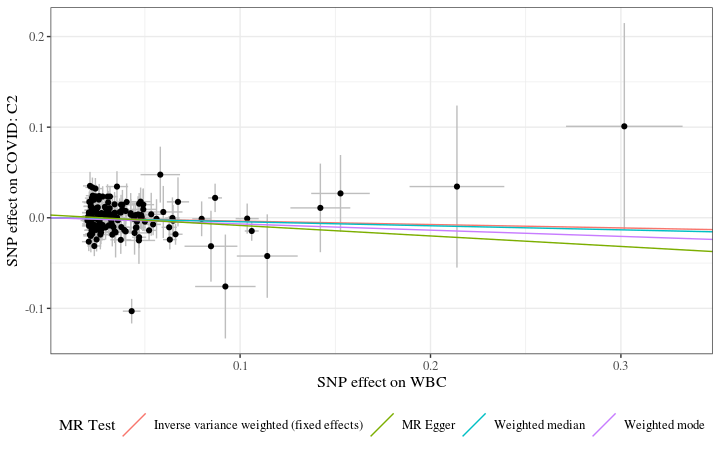 SNP effect on COVID: C2
0.2
0.1
0.0
-0.1
0.1
0.2
0.3
SNP effect on WBC
MR Test
Inverse variance weighted (fixed effects)
MR Egger
Weighted median
Weighted mode